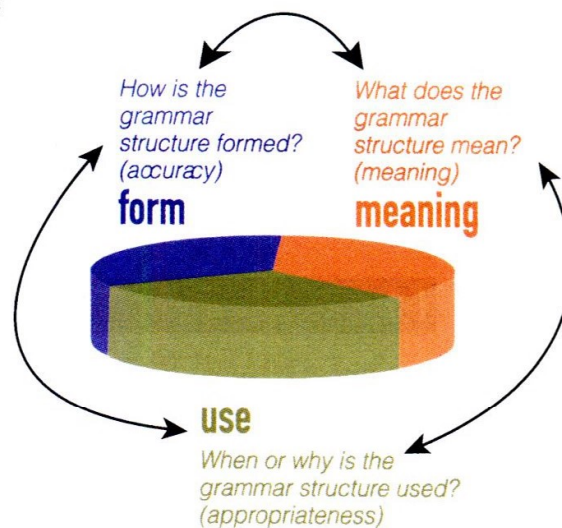 How is the
grammar
structure formed?
(accuracy)
form
What does the
grammar
structure mean?
(meaning)
meaning
use
When or why is the
grammar structure used?
(appropriateness)